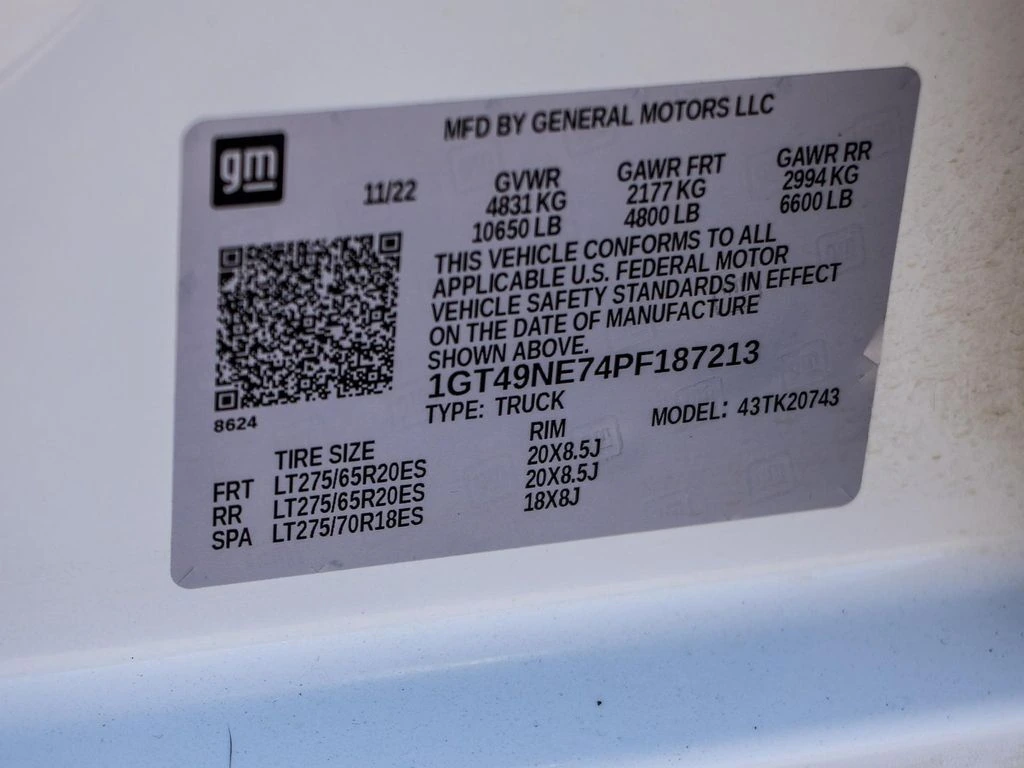 MFD BY GENERAL MOTORS LLC
gm
11/22
GVWR
4831 KG
10650 LB
GAWR FRT
2177 KG
4800 LB
GAWR RR
2994 KG
6600 LB
THIS VEHICLE CONFORMS TO ALL
APPLICABLE U.S. FEDERAL MOTOR
VEHICLE SAFETY STANDARDS IN EFFECT
ON THE DATE OF MANUFACTURE
SHOWN ABOVE.
1GT49NE74PF187213
TYPE: TRUCK
MODEL: 43TK20743
8624
TIRE SIZE RIM
FRT LT275/65R20ES 20X8.5J
RR LT275/65R20ES 20X8.5J
SPA LT275/70R18ES 18X8J